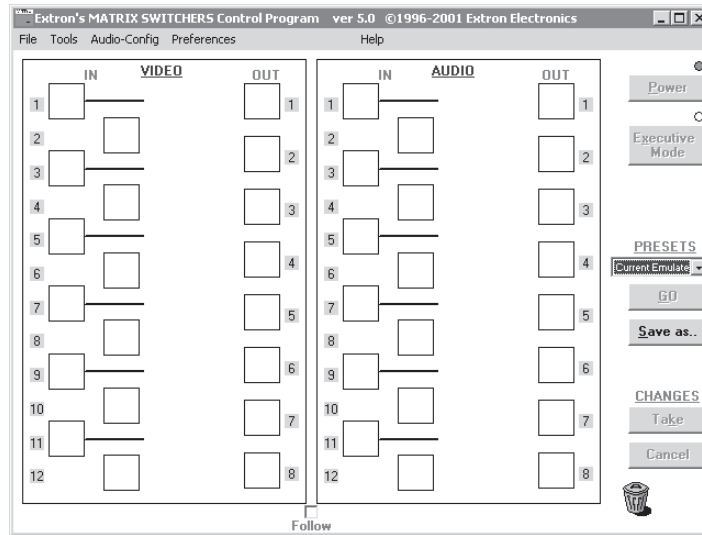 Extron's MATRIX SWITCHERS Control Program ver 5.0 ©1996-2001 Extron Electronics
File Tools Audio-Config Preferences Help
IN VIDEO OUT
1
2
3
4
5
6
7
8
9
10
11
12
1
2
3
4
5
6
7
8
IN AUDIO OUT
1
2
3
4
5
6
7
8
9
10
11
12
1
2
3
4
5
6
7
8
Follow
Power
Executive
Mode
PRESETS
Current Emulate
GO
Save as..
CHANGES
Take
Cancel